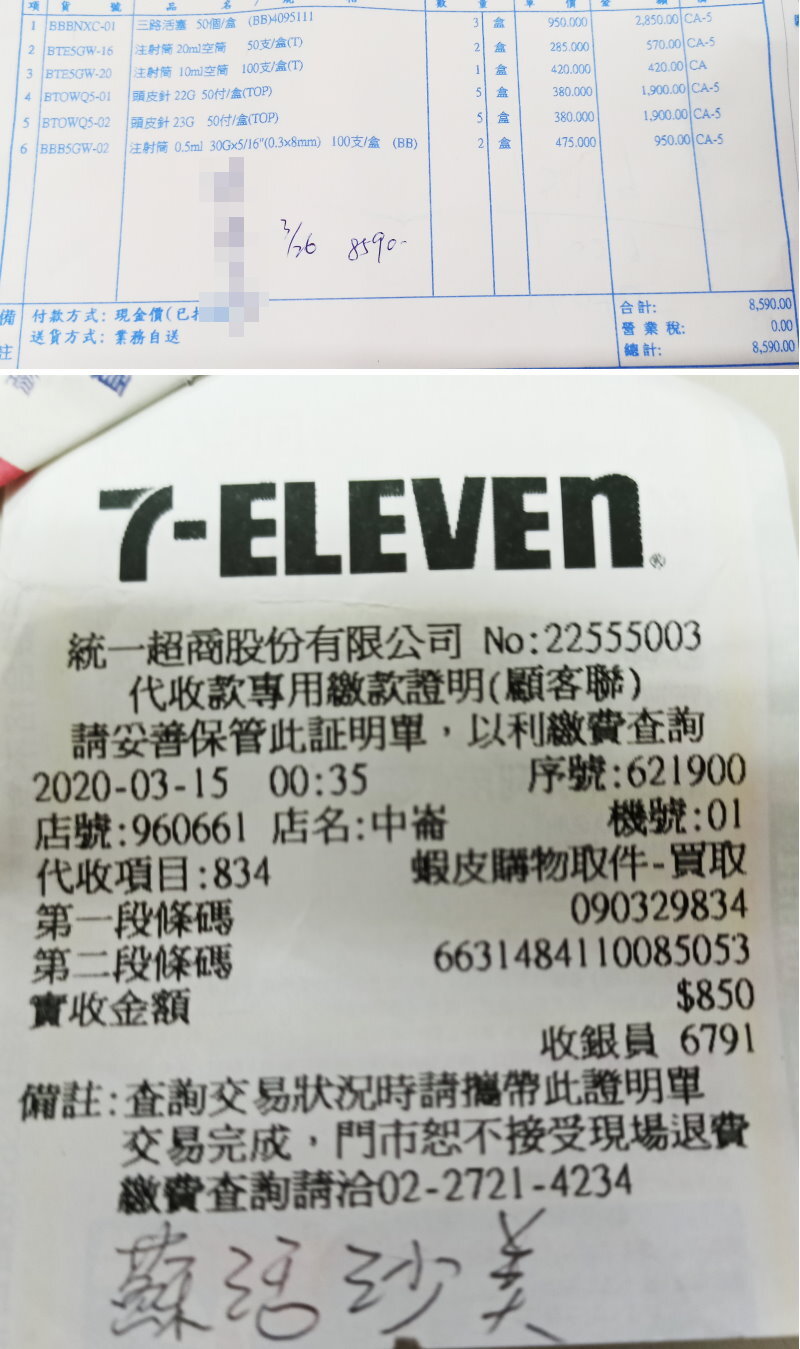 項 貨 號 品 名 / 規 格 數 量 單 價 金 額
1 BBBNXC-01 三路活塞 50個/盒 (BB)4095111 3 盒 950.000 2,850.00 CA-5
2 BTE5GW-16 注射筒 20ml空筒 50支/盒(T) 2 盒 285.000 570.00 CA-5
3 BTE5GW-20 注射筒 10ml空筒 100支/盒(T) 1 盒 420.000 420.00 CA
4 BTOWQ5-01 頭皮針 22G 50付/盒(TOP) 5 盒 380.000 1,900.00 CA-5
5 BTOWQ5-02 頭皮針 23G 50付/盒(TOP) 5 盒 380.000 1,900.00 CA-5
6 BBB5GW-02 注射筒 0.5ml 30G×5/16"(0.3×8mm) 100支/盒 (BB) 2 盒 475.000 950.00 CA-5
3/26 8590-
備註 付款方式: 現金價(已
送貨方式: 業務自送
合計: 8,590.00
營業稅: 0.00
總計: 8,590.00
7-ELEVEn®
統一超商股份有限公司 No:22555003
代收款專用繳款證明(顧客聯)
請妥善保管此証明單，以利繳費查詢
2020-03-15 00:35 序號:621900
店號:960661 店名:中崙 機號:01
代收項目:834 蝦皮購物取件-買取
第一段條碼 090329834
第二段條碼 6631484110085053
實收金額 $850
收銀員 6791
備註:查詢交易狀況時請攜帶此證明單
交易完成，門市恕不接受現場退費
繳費查詢請洽02-2721-4234
蘇活沙美